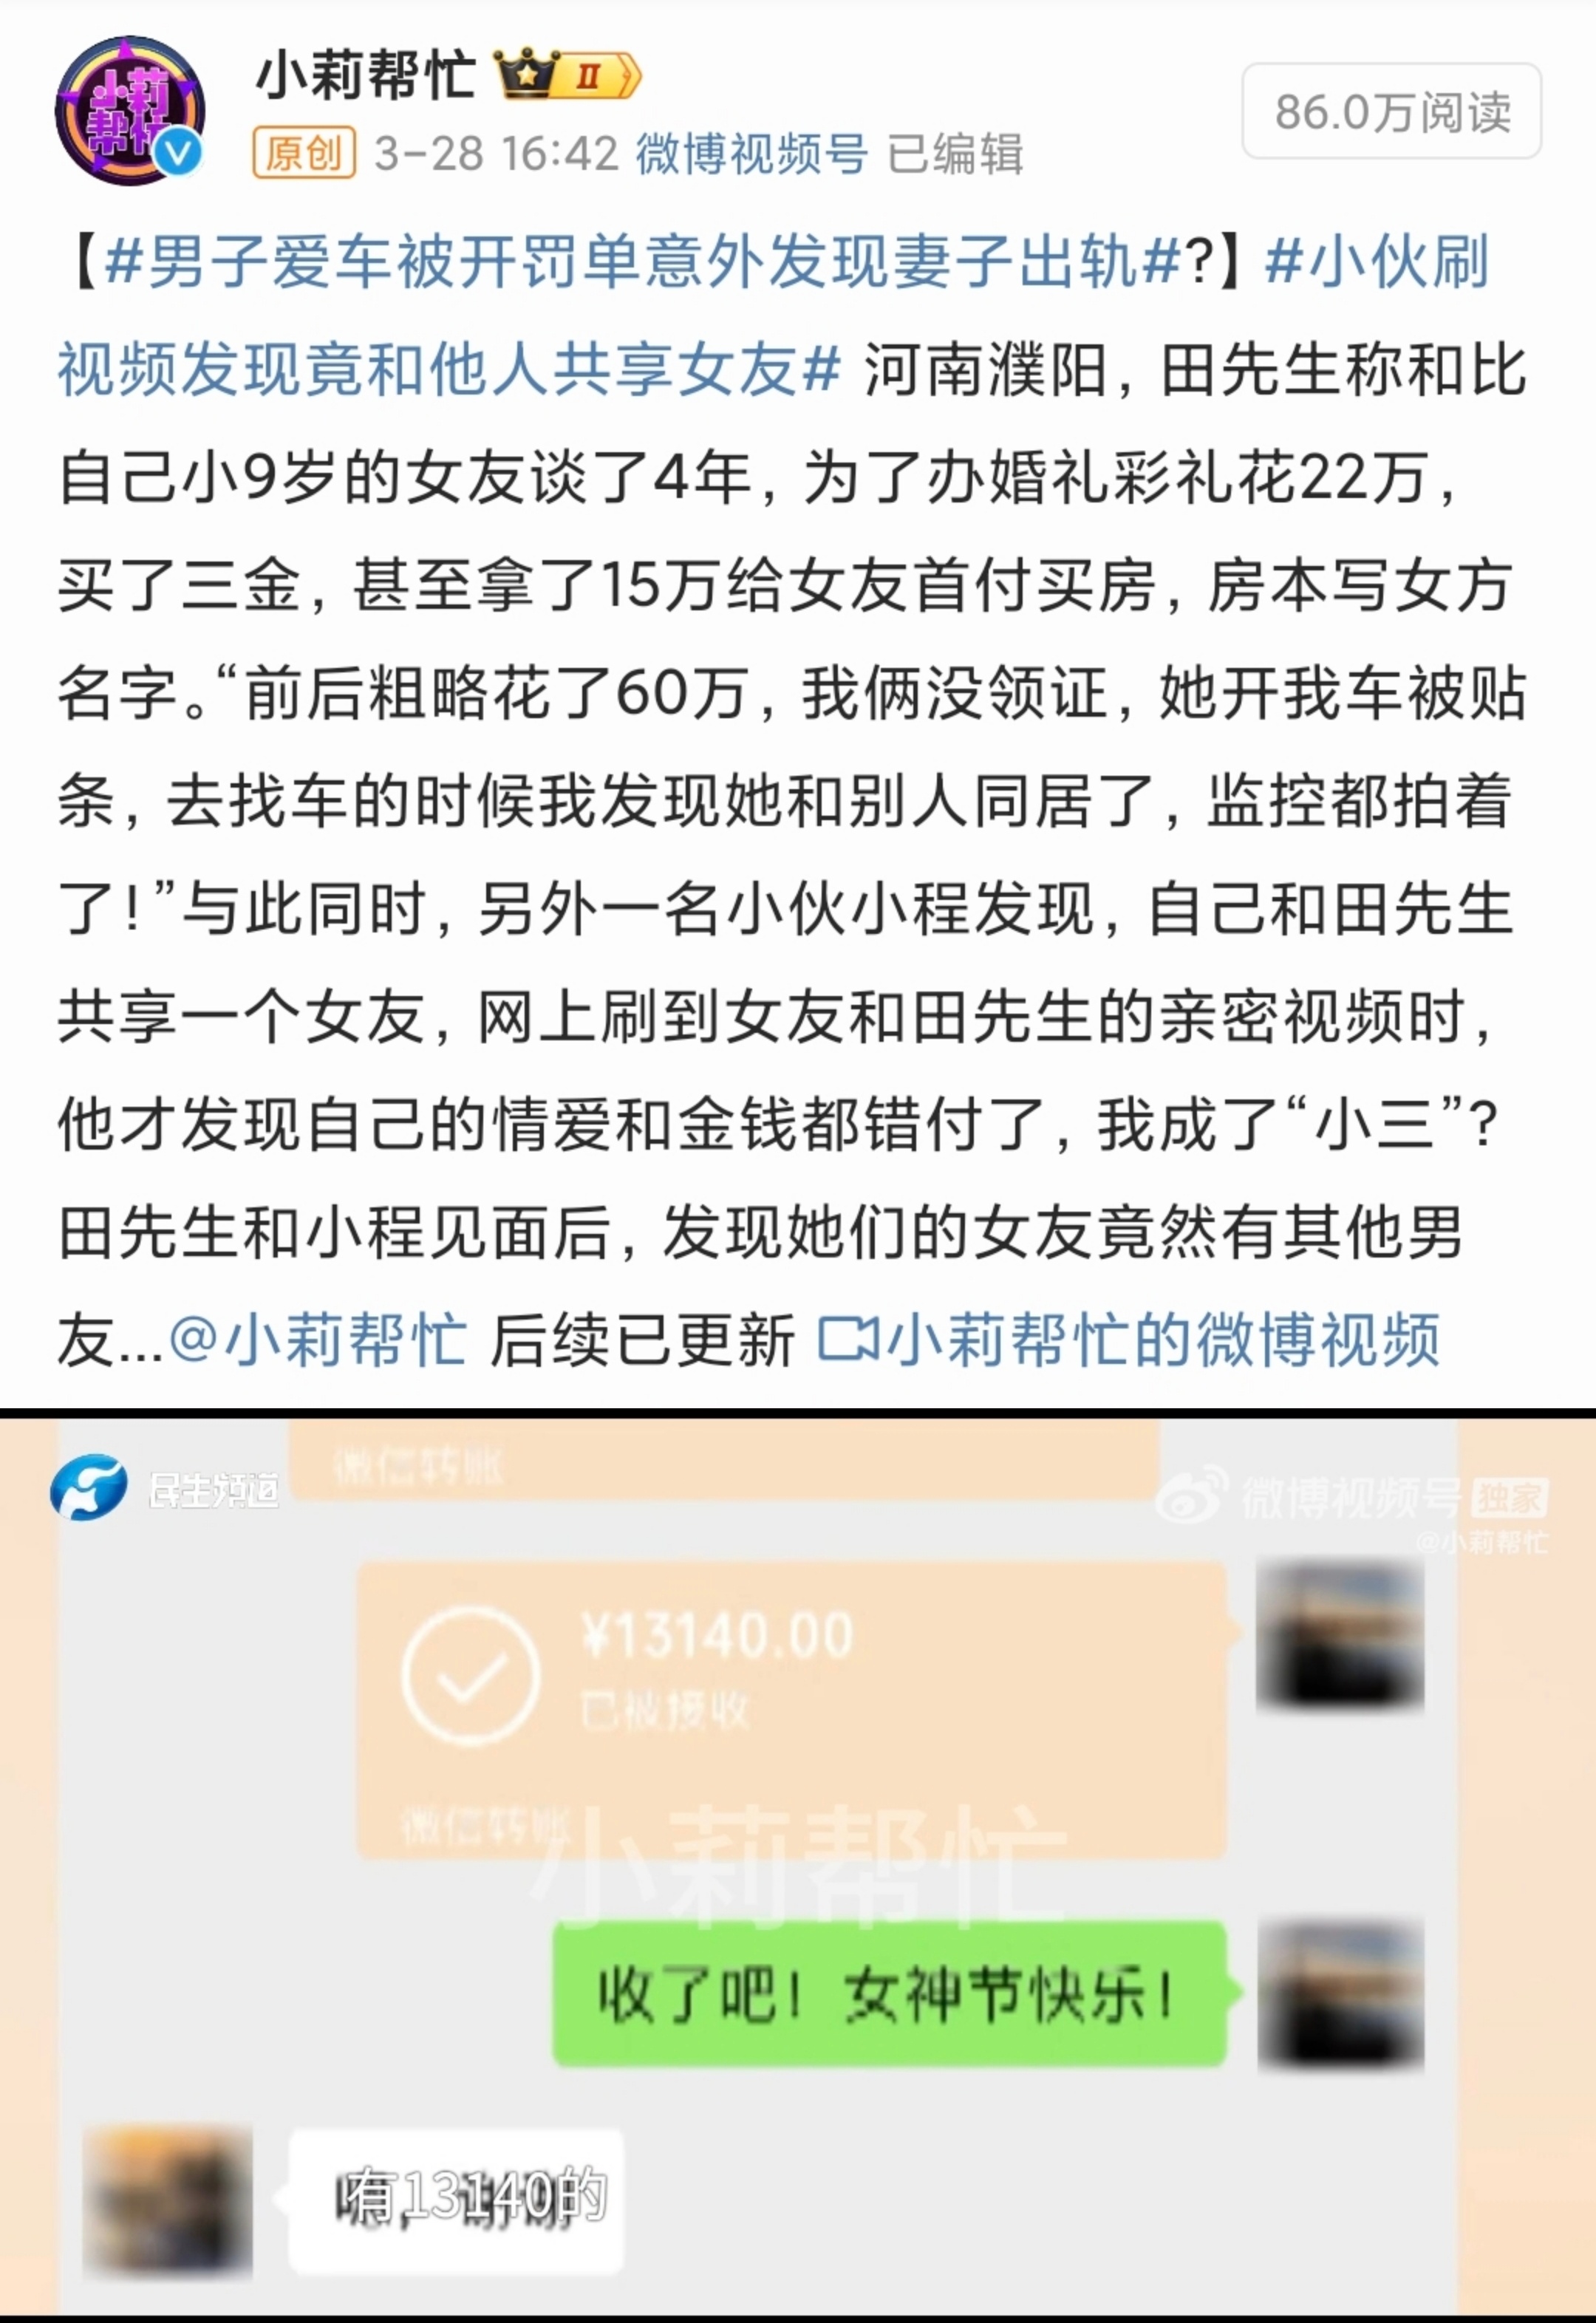 小莉帮忙
小莉帮忙 II
原创 3-28 16:42 微博视频号 已编辑
86.0万阅读
【#男子爱车被开罚单意外发现妻子出轨#?】#小伙刷
视频发现竟和他人共享女友# 河南濮阳，田先生称和比
自己小9岁的女友谈了4年，为了办婚礼彩礼花22万，
买了三金，甚至拿了15万给女友首付买房，房本写女方
名字。“前后粗略花了60万，我俩没领证，她开我车被贴
条，去找车的时候我发现她和别人同居了，监控都拍着
了！”与此同时，另外一名小伙小程发现，自己和田先生
共享一个女友，网上刷到女友和田先生的亲密视频时，
他才发现自己的情爱和金钱都错付了，我成了“小三”？
田先生和小程见面后，发现她们的女友竟然有其他男
友...@小莉帮忙 后续已更新 小莉帮忙的微博视频
民生频道
微信转账
微博视频号 独家
@小莉帮忙
¥13140.00
已被接收
微信转账
小莉帮忙
收了吧！女神节快乐！
有13140的